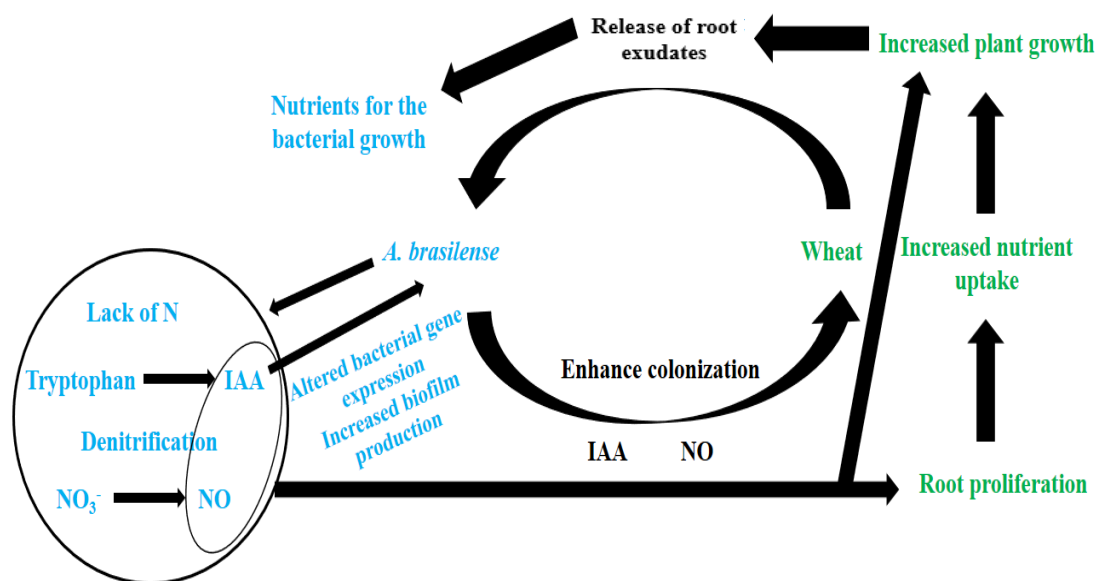 Release of root
exudates
Increased plant growth
Nutrients for the
bacterial growth
A. brasilense
Wheat
Increased nutrient
uptake
Lack of N
Tryptophan
IAA
Altered bacterial gene
expression
Increased biofilm
production
Enhance colonization
Denitrification
IAA
NO
NO₃⁻
NO
Root proliferation